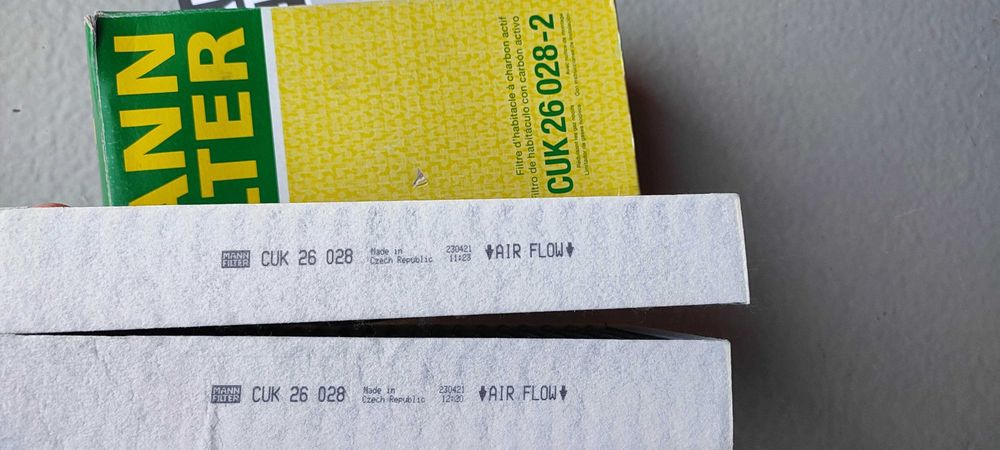 ANN
LTER
Filtre d'habitacle à charbon actif
iltro de habitáculo con carbón activo
CUK 26 028-2
MANN
FILTER
CUK 26 028
Made in
Czech Republic
230421
11:23
AIR FLOW
MANN
FILTER
CUK 26 028
Made in
Czech Republic
230421
12:20
AIR FLOW